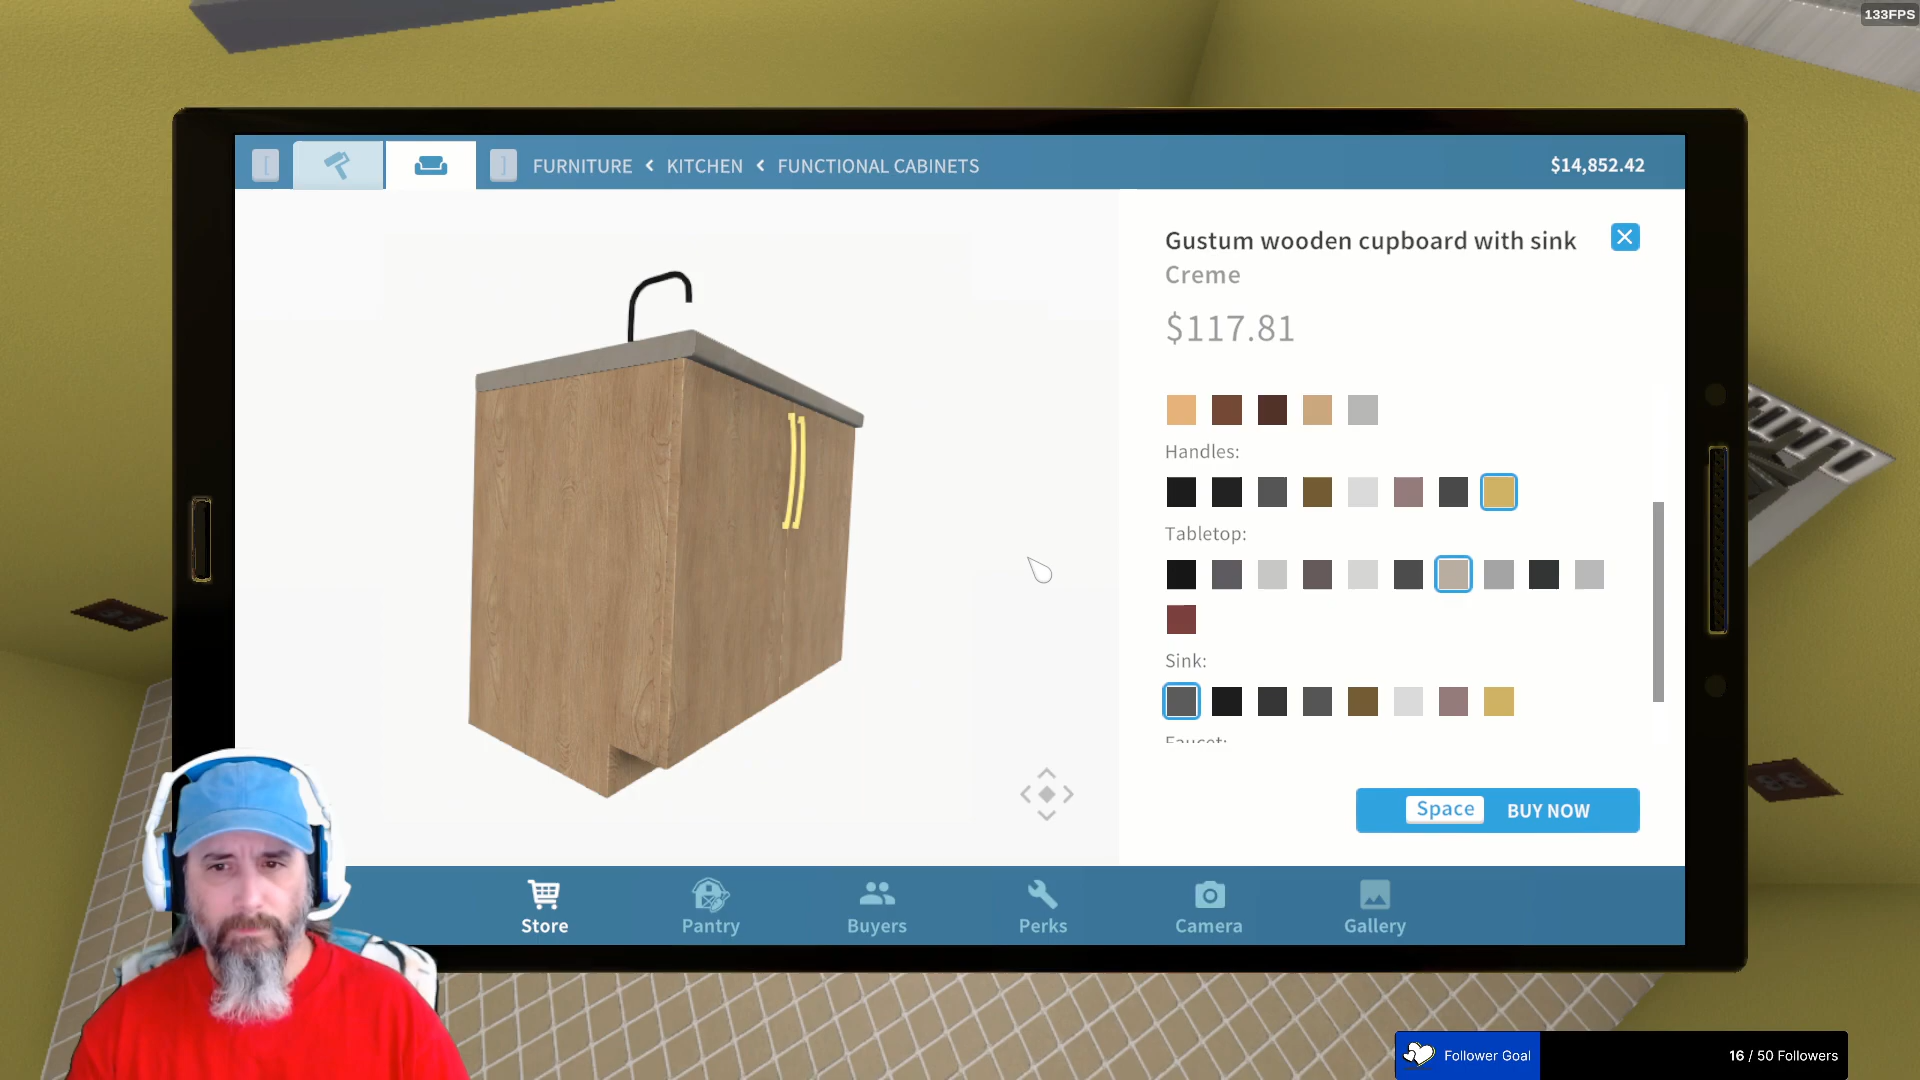 133FPS
[
]
FURNITURE < KITCHEN < FUNCTIONAL CABINETS
$14,852.42
Gustum wooden cupboard with sink
Creme
$117.81
Handles:
Tabletop:
Sink:
Faucet:
Space BUY NOW
Store
Pantry
Buyers
Perks
Camera
Gallery
Follower Goal
16 / 50 Followers